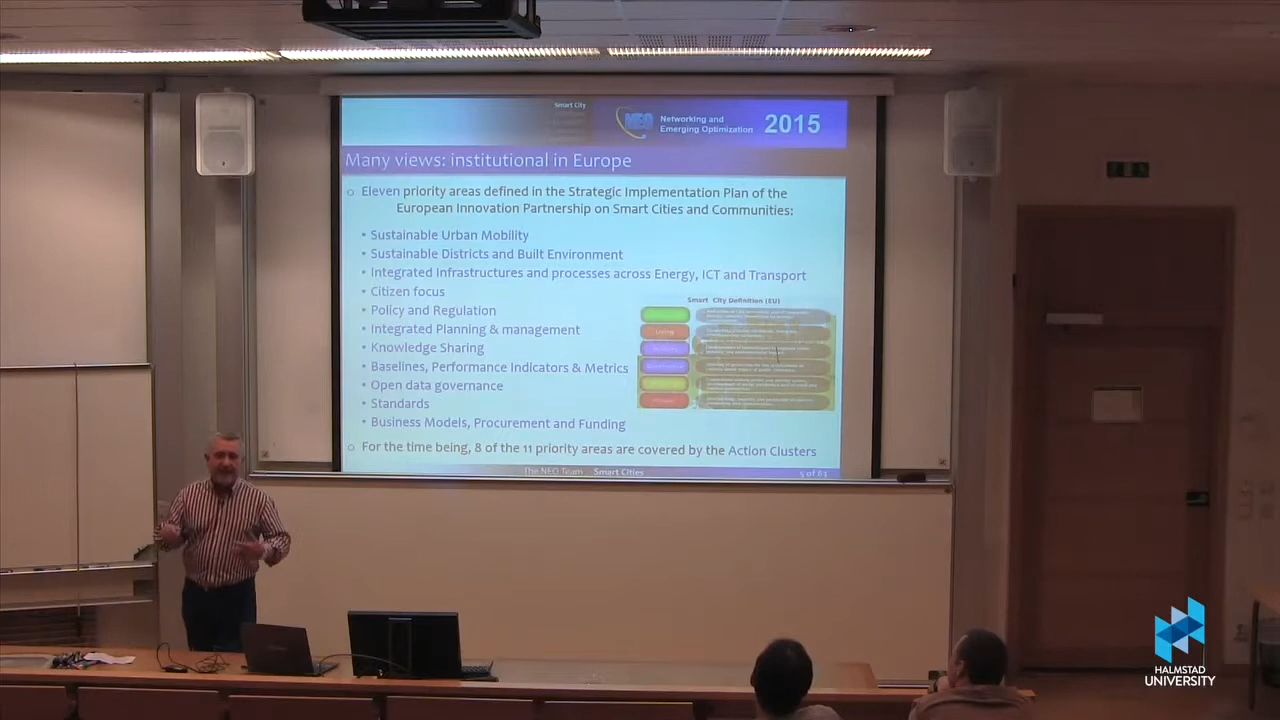 Smart City
NEO
Networking and
Emerging Optimization
2015
Many views: institutional in Europe
Eleven priority areas defined in the Strategic Implementation Plan of the
European Innovation Partnership on Smart Cities and Communities:
• Sustainable Urban Mobility
• Sustainable Districts and Built Environment
• Integrated Infrastructures and processes across Energy, ICT and Transport
• Citizen focus
• Policy and Regulation
• Integrated Planning & management
• Knowledge Sharing
• Baselines, Performance Indicators & Metrics
• Open data governance
• Standards
• Business Models, Procurement and Funding
Smart City Definition (EU)
For the time being, 8 of the 11 priority areas are covered by the Action Clusters
The NEO Team Smart Cities 5 of 63
HALMSTAD
UNIVERSITY